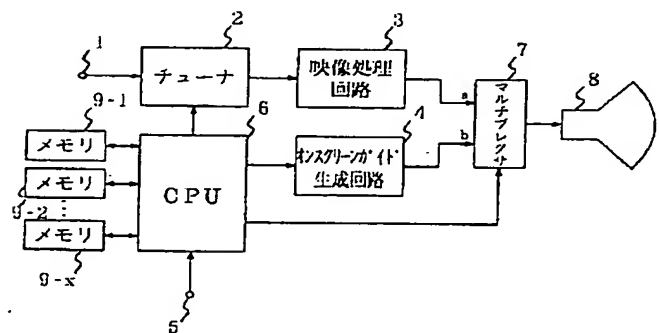 1
2
3
チューナ
映像処理
回路
7
8
a
b
マルチプレクサ
9-1
6
4
メモリ
メモリ
9-2
メモリ
9-x
CPU
オンスクリーンガイド
生成回路
5